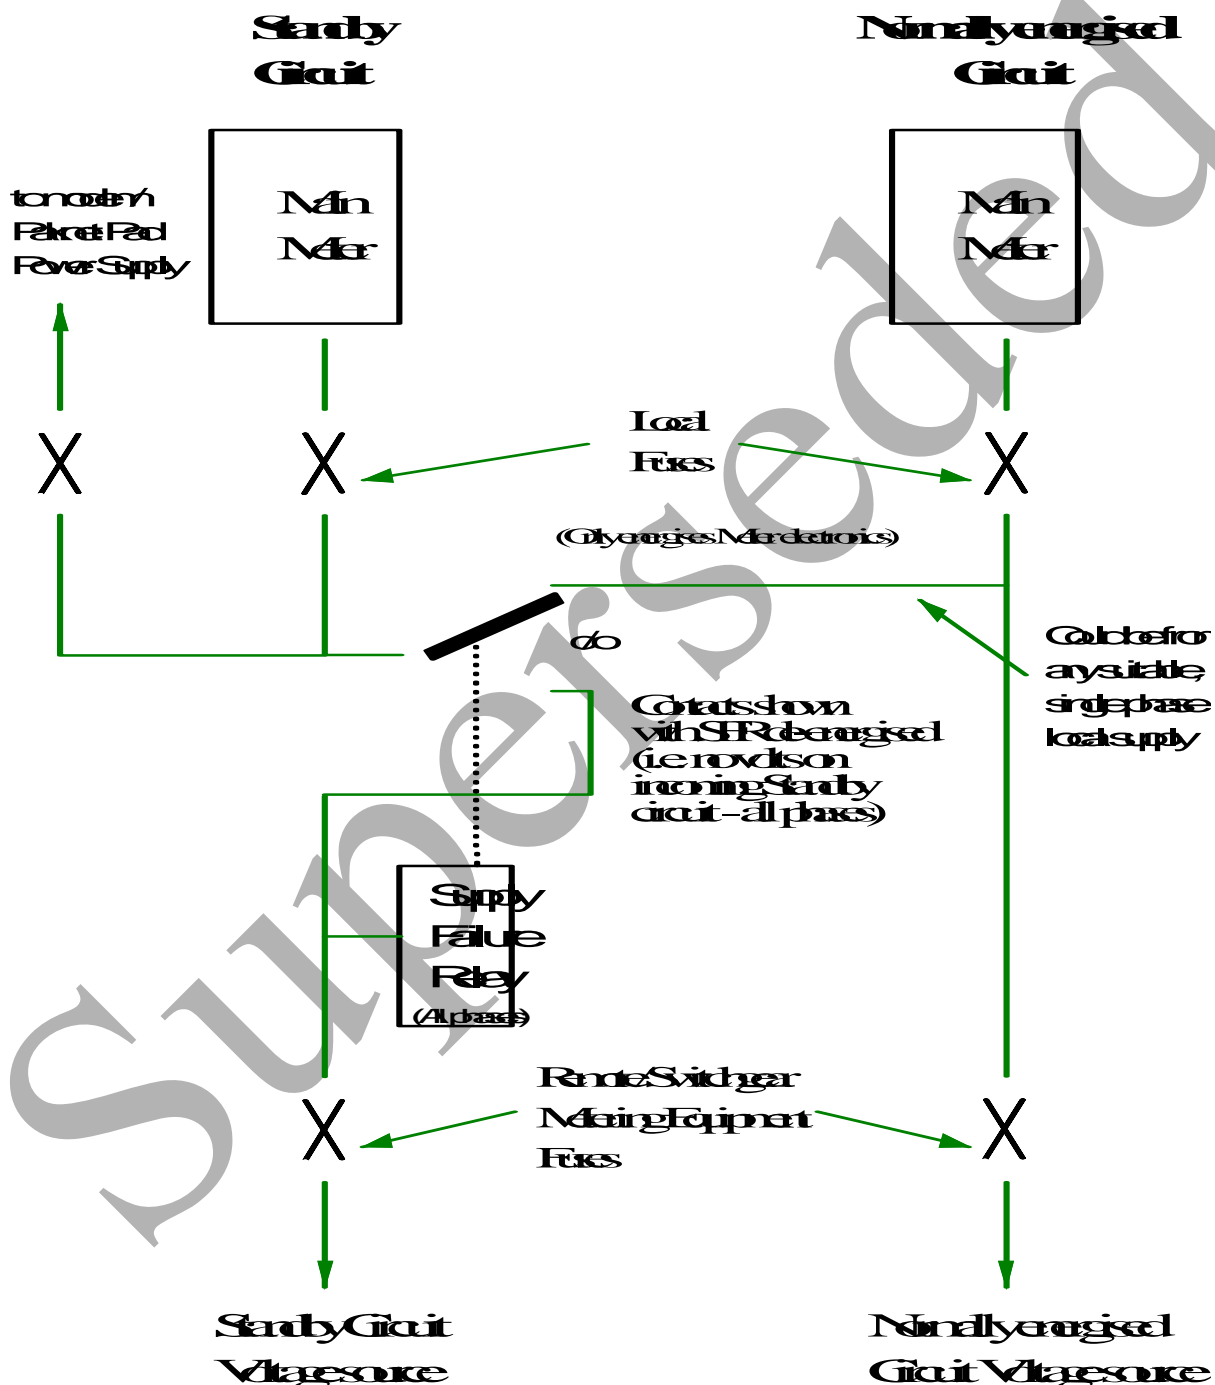 Standby
Circuit
Normally energised
Circuit
to modem/
Paknet Pad
Power Supply
Main
Meter
Main
Meter
Local
Fuses
(Only energises Meter electronics)
c/o
Could be from
any suitable,
single phase
local supply
Contacts shown
with SFR de-energised
(i.e. no volts on
incoming Standby
circuit – all phases)
Supply
Failure
Relay
(All phases)
Remote/Switchgear
Metering Equipment
Fuses
Standby Circuit
Voltage source
Normally energised
Circuit Voltage source
Superseded